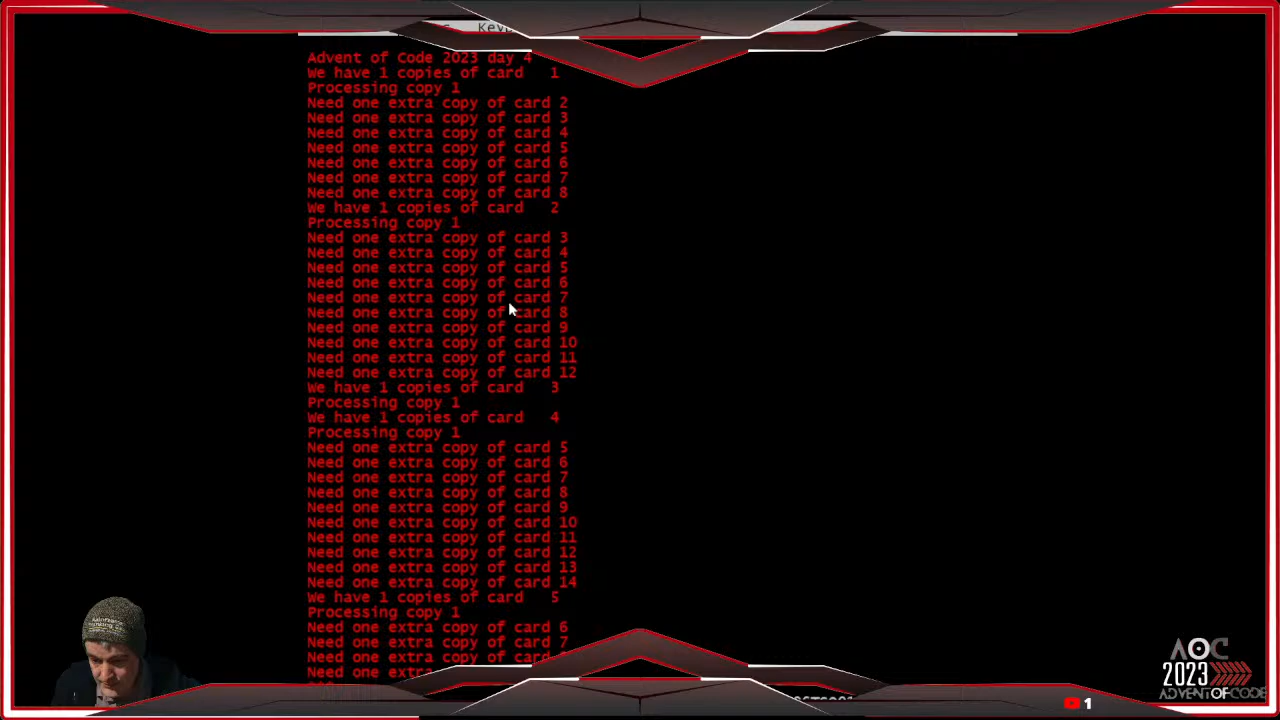 Advent of Code 2023 day 4
We have 1 copies of card   1
Processing copy 1
Need one extra copy of card 2
Need one extra copy of card 3
Need one extra copy of card 4
Need one extra copy of card 5
Need one extra copy of card 6
Need one extra copy of card 7
Need one extra copy of card 8
We have 1 copies of card   2
Processing copy 1
Need one extra copy of card 3
Need one extra copy of card 4
Need one extra copy of card 5
Need one extra copy of card 6
Need one extra copy of card 7
Need one extra copy of card 8
Need one extra copy of card 9
Need one extra copy of card 10
Need one extra copy of card 11
Need one extra copy of card 12
We have 1 copies of card   3
Processing copy 1
We have 1 copies of card   4
Processing copy 1
Need one extra copy of card 5
Need one extra copy of card 6
Need one extra copy of card 7
Need one extra copy of card 8
Need one extra copy of card 9
Need one extra copy of card 10
Need one extra copy of card 11
Need one extra copy of card 12
Need one extra copy of card 13
Need one extra copy of card 14
We have 1 copies of card   5
Processing copy 1
Need one extra copy of card 6
Need one extra copy of card 7
Need one extra copy of card
Need one extra
AOC
2023
ADVENTOFCODE
1